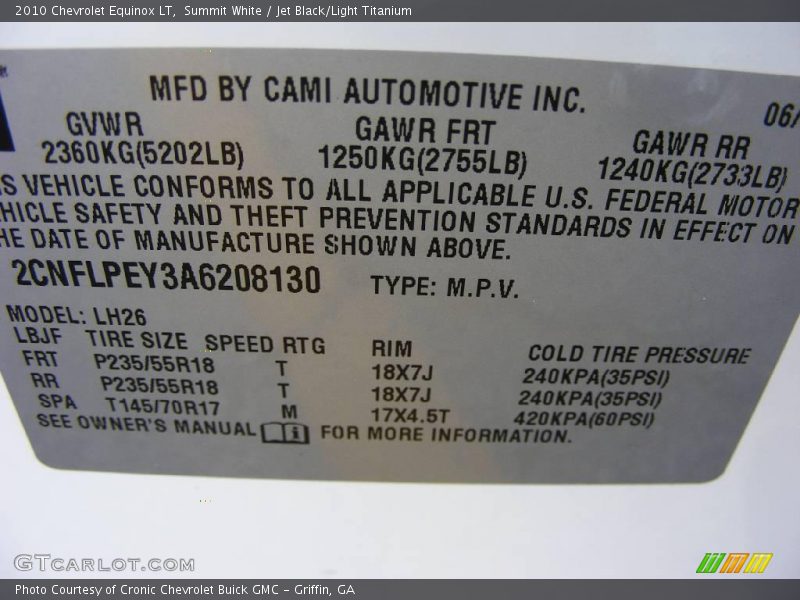 2010 Chevrolet Equinox LT, Summit White / Jet Black/Light Titanium
MFD BY CAMI AUTOMOTIVE INC.
06/
GVWR GAWR FRT GAWR RR
2360KG(5202LB) 1250KG(2755LB) 1240KG(2733LB)
S VEHICLE CONFORMS TO ALL APPLICABLE U.S. FEDERAL MOTOR
HICLE SAFETY AND THEFT PREVENTION STANDARDS IN EFFECT ON
HE DATE OF MANUFACTURE SHOWN ABOVE.
2CNFLPEY3A6208130 TYPE: M.P.V.
MODEL: LH26
LBJF TIRE SIZE SPEED RTG RIM COLD TIRE PRESSURE
FRT P235/55R18 T 18X7J 240KPA(35PSI)
RR P235/55R18 T 18X7J 240KPA(35PSI)
SPA T145/70R17 M 17X4.5T 420KPA(60PSI)
SEE OWNER'S MANUAL FOR MORE INFORMATION.
GTCARLOT.COM
Photo Courtesy of Cronic Chevrolet Buick GMC - Griffin, GA